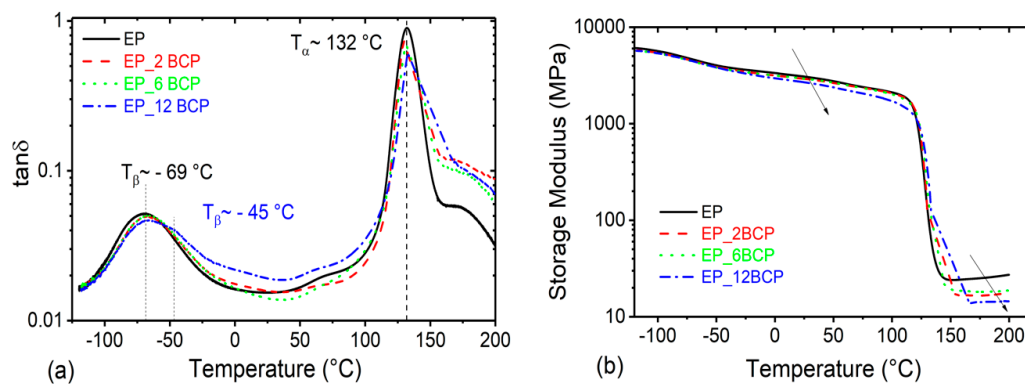 1
0.1
0.01
tanδ
EP
EP_2 BCP
EP_6 BCP
EP_12 BCP
Tα~ 132 °C
Tβ~ - 69 °C
Tβ~ - 45 °C
-100 -50 0 50 100 150 200
(a) Temperature (°C)
10000
1000
100
10
Storage Modulus (MPa)
EP
EP_2BCP
EP_6BCP
EP_12BCP
-100 -50 0 50 100 150 200
(b) Temperature (°C)